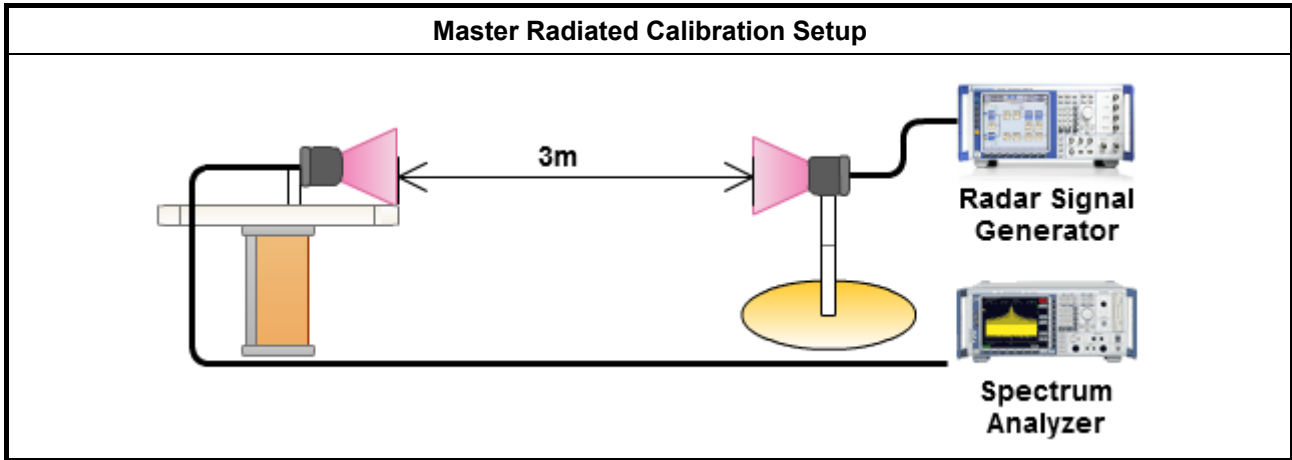 Master Radiated Calibration Setup
3m
Radar Signal
Generator
Spectrum
Analyzer